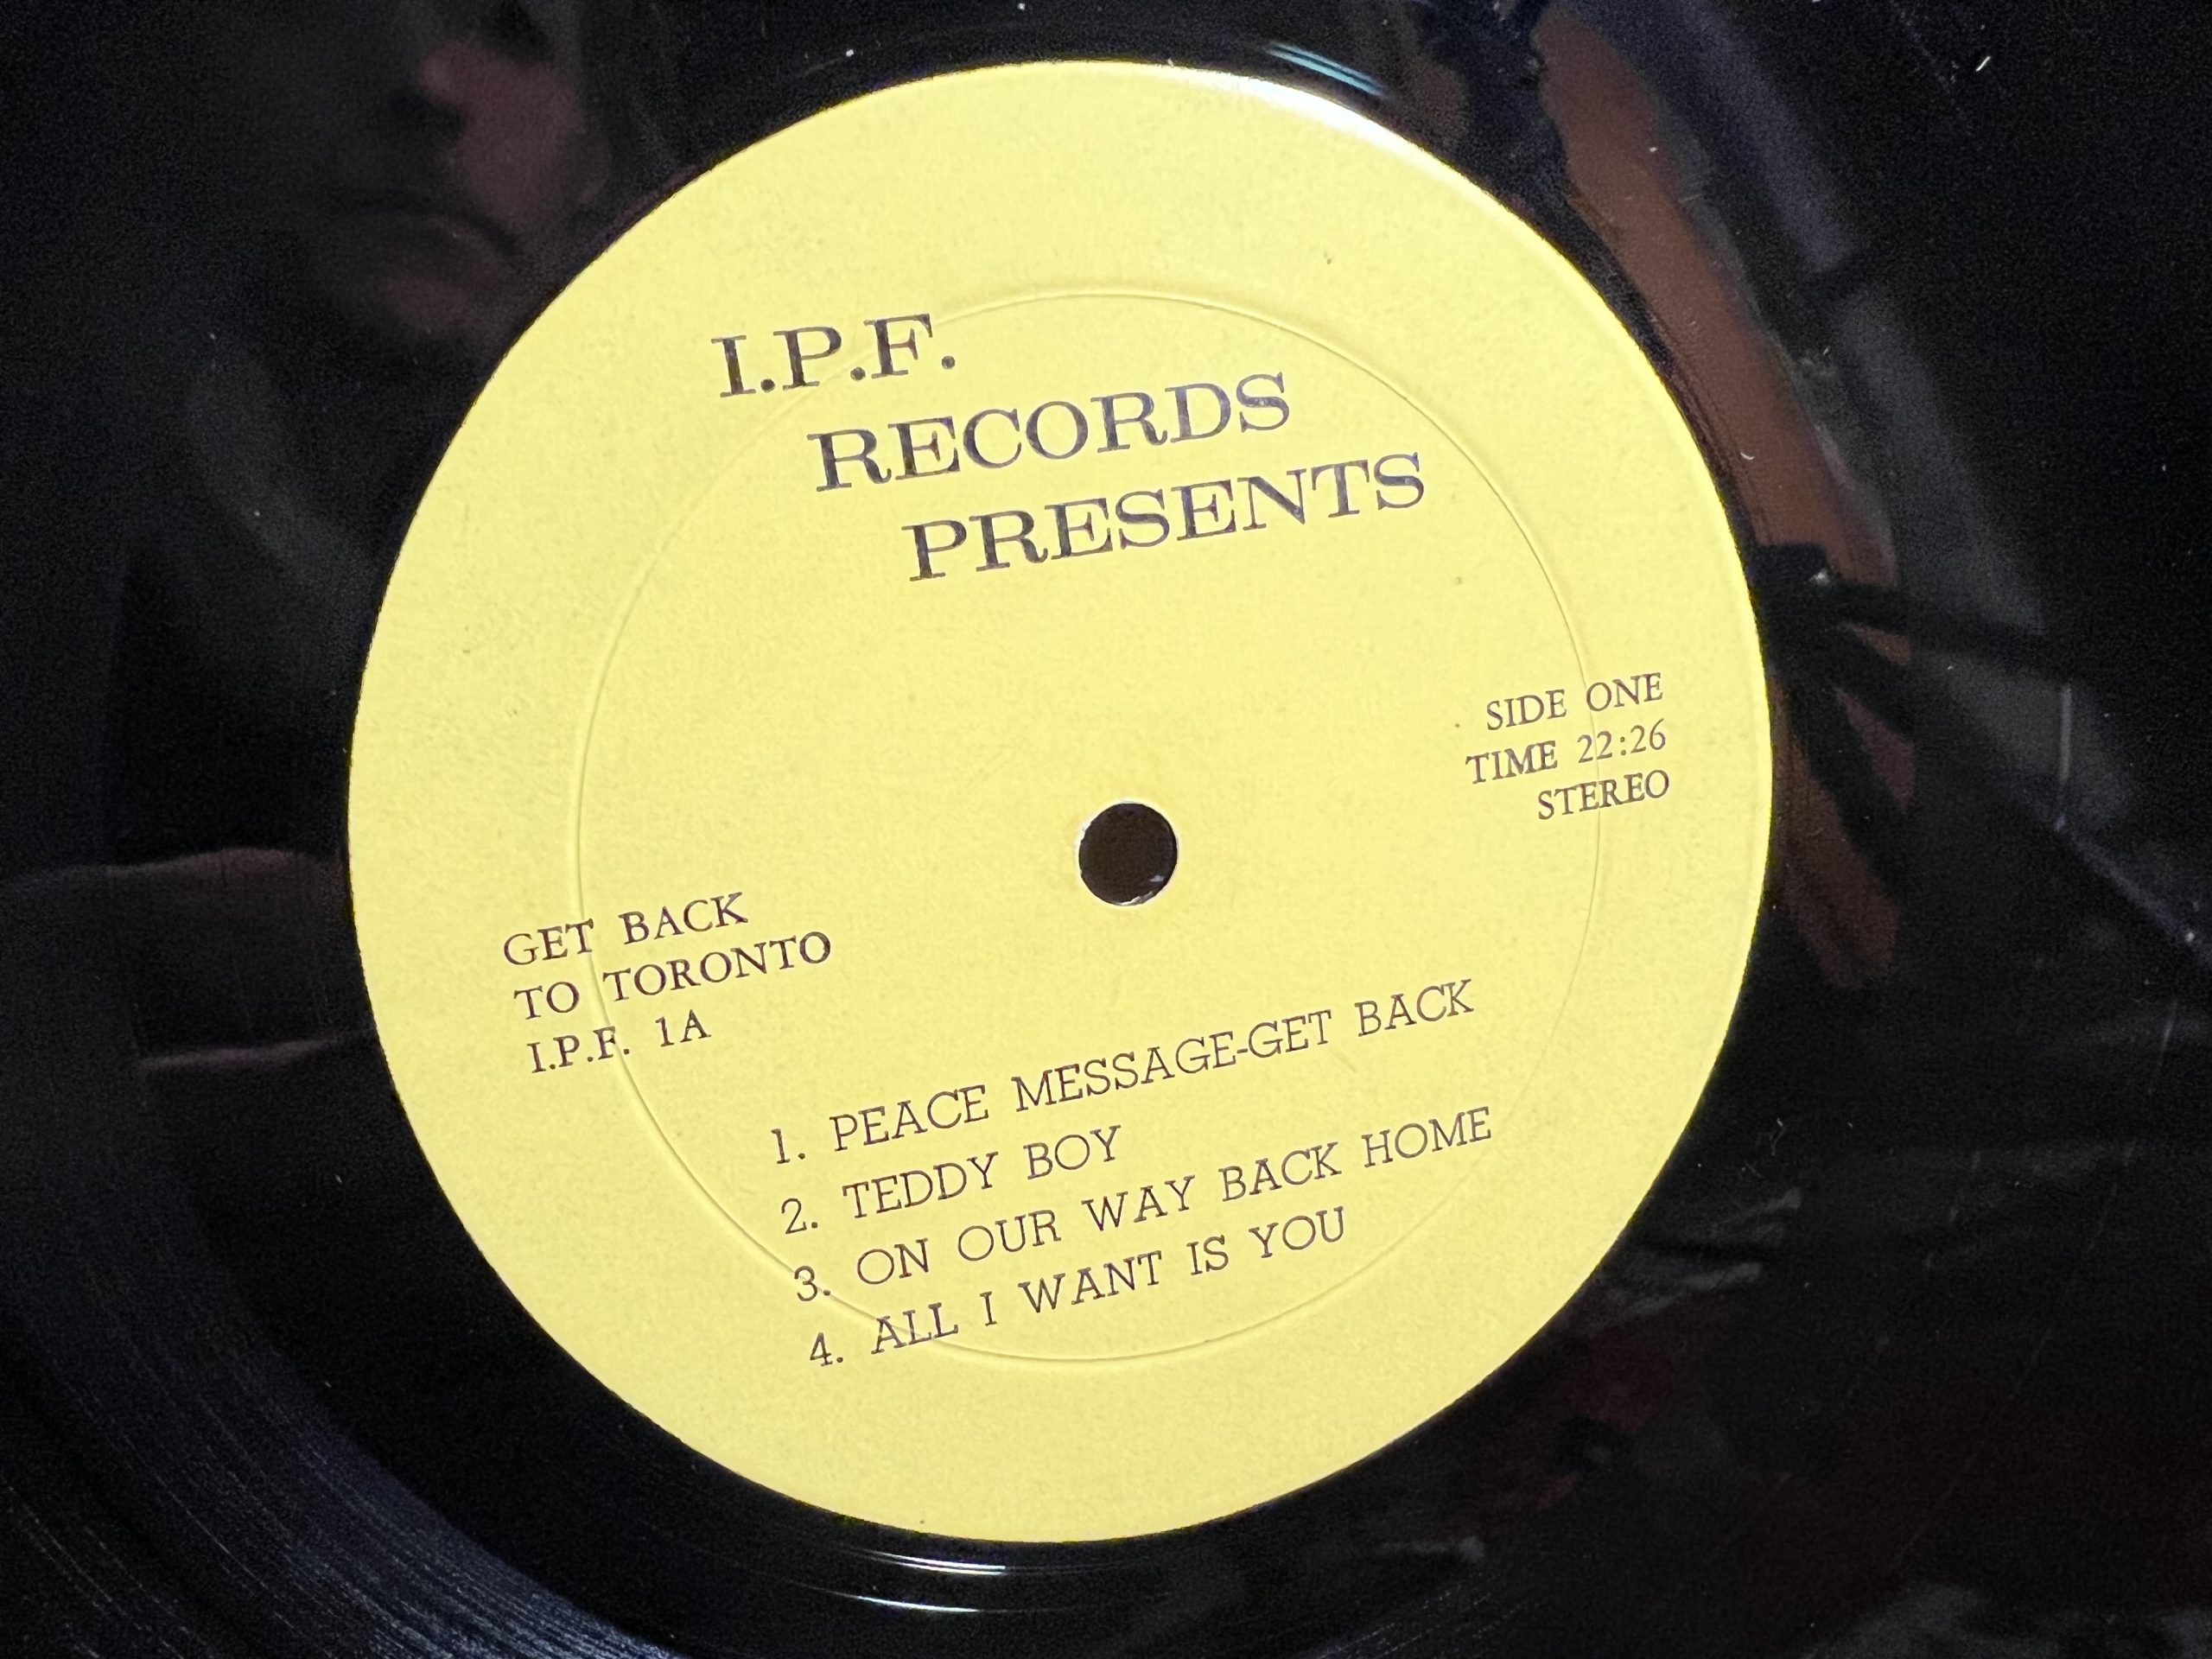 I.P.F.
RECORDS
PRESENTS
SIDE ONE
TIME 22:26
STEREO
GET BACK
TO TORONTO
I.P.F. 1A
1. PEACE MESSAGE-GET BACK
2. TEDDY BOY
3. ON OUR WAY BACK HOME
4. ALL I WANT IS YOU